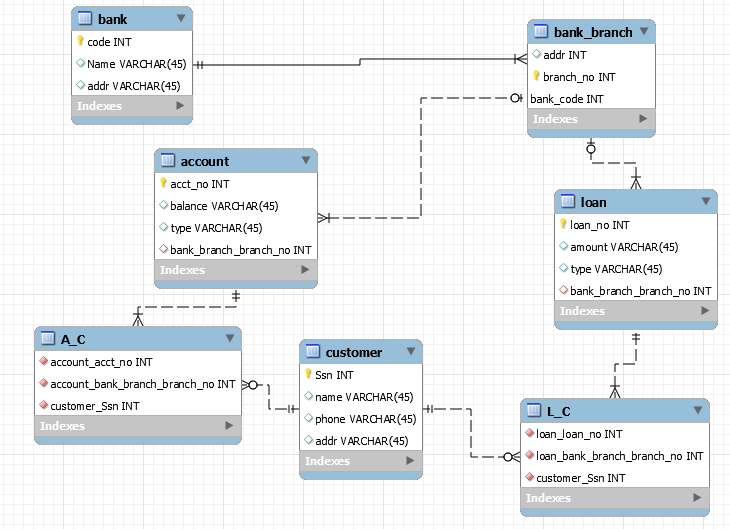 bank
code INT
Name VARCHAR(45)
addr VARCHAR(45)
Indexes
bank_branch
addr INT
branch_no INT
bank_code INT
Indexes
account
acct_no INT
balance VARCHAR(45)
type VARCHAR(45)
bank_branch_branch_no INT
Indexes
loan
loan_no INT
amount VARCHAR(45)
type VARCHAR(45)
bank_branch_branch_no INT
Indexes
A_C
account_acct_no INT
account_bank_branch_branch_no INT
customer_Ssn INT
Indexes
customer
Ssn INT
name VARCHAR(45)
phone VARCHAR(45)
addr VARCHAR(45)
Indexes
L_C
loan_loan_no INT
loan_bank_branch_branch_no INT
customer_Ssn INT
Indexes